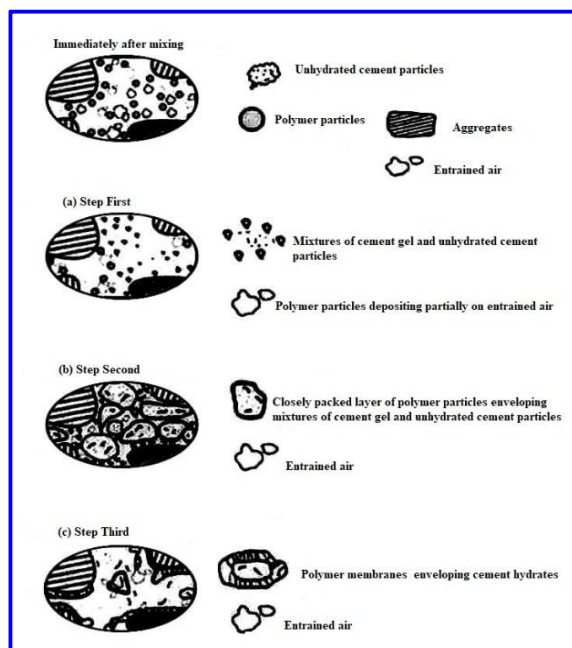 Immediately after mixing
Unhydrated cement particles
Polymer particles
Aggregates
Entrained air
(a) Step First
Mixtures of cement gel and unhydrated cement
particles
Polymer particles depositing partially on entrained air
(b) Step Second
Closely packed layer of polymer particles enveloping
mixtures of cement gel and unhydrated cement particles
Entrained air
(c) Step Third
Polymer membranes enveloping cement hydrates
Entrained air